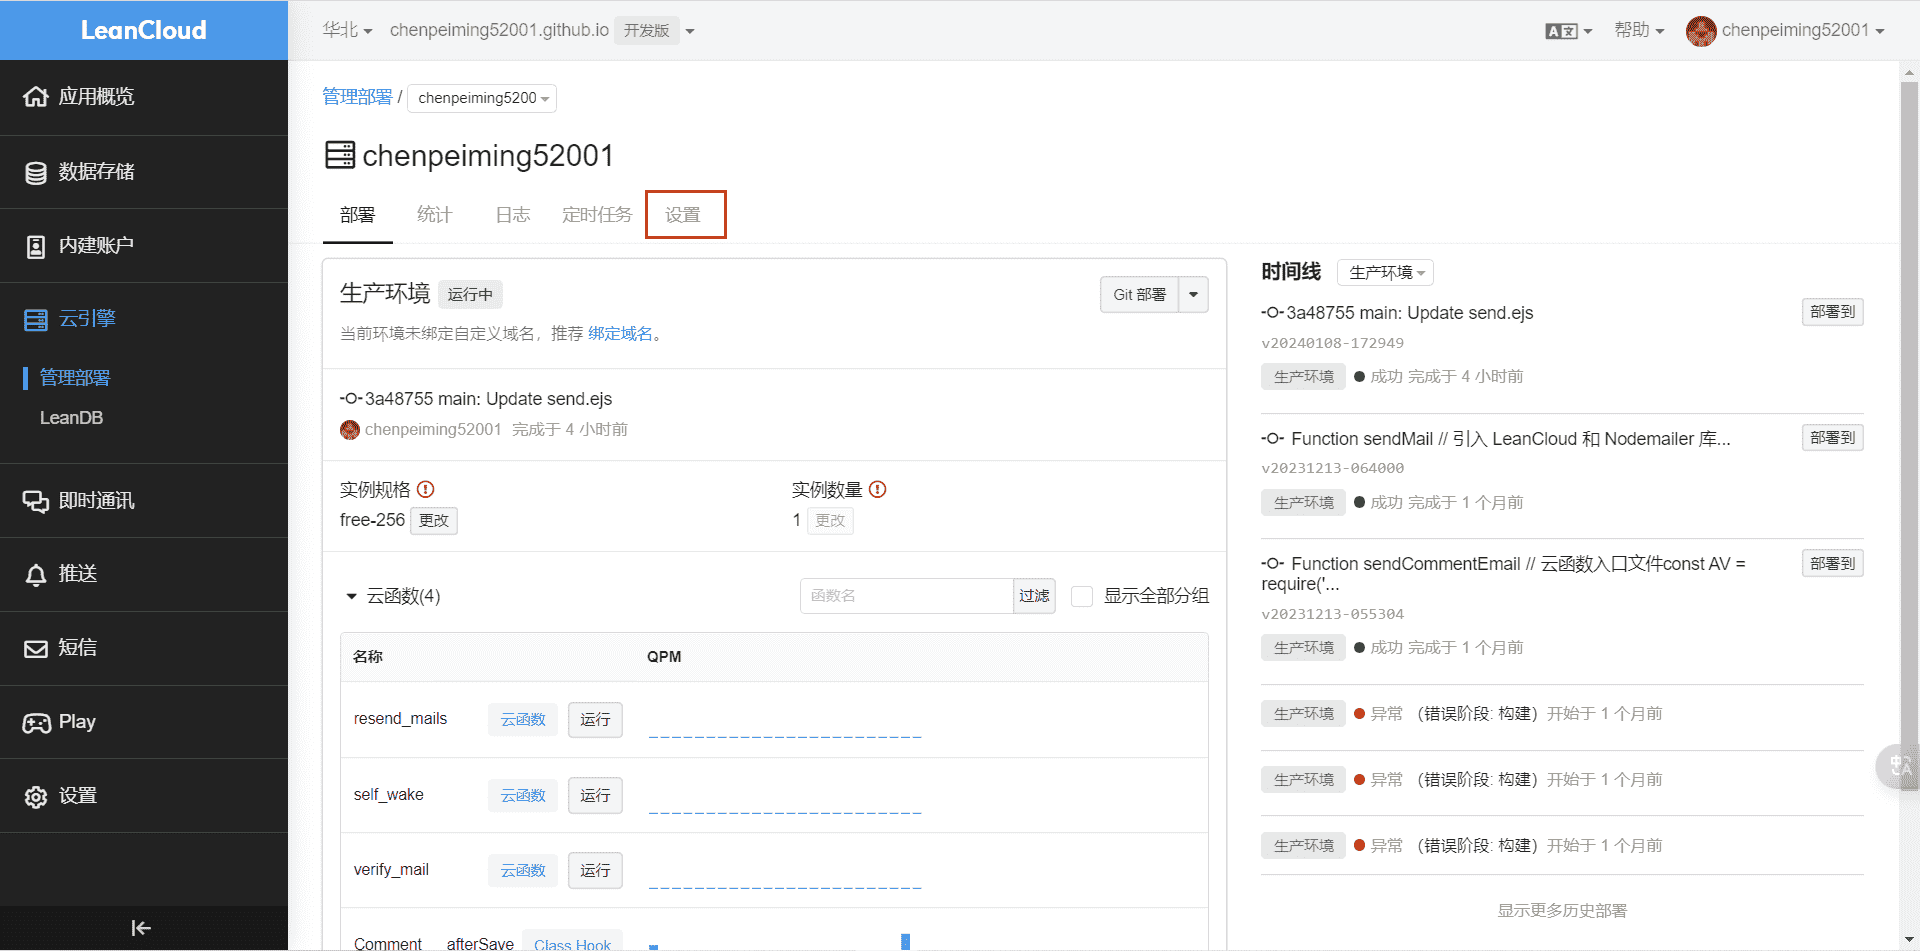 LeanCloud
华北
chenpeiming52001.github.io
开发版
帮助
chenpeiming52001
应用概览
数据存储
内建账户
云引擎
管理部署
LeanDB
即时通讯
推送
短信
Play
设置
管理部署 / chenpeiming5200
chenpeiming52001
部署 统计 日志 定时任务 设置
生产环境 运行中
Git 部署
当前环境未绑定自定义域名，推荐 绑定域名。
3a48755 main: Update send.ejs
chenpeiming52001 完成于 4 小时前
实例规格
free-256 更改
实例数量
1 更改
云函数(4)
函数名 过滤
显示全部分组
名称 QPM
resend_mails 云函数 运行
self_wake 云函数 运行
verify_mail 云函数 运行
Comment afterSave Class Hook
时间线 生产环境
3a48755 main: Update send.ejs 部署到
v20240108-172949
生产环境 成功 完成于 4 小时前
Function sendMail // 引入 LeanCloud 和 Nodemailer 库... 部署到
v20231213-064000
生产环境 成功 完成于 1 个月前
Function sendCommentEmail // 云函数入口文件const AV = 部署到
require('...
v20231213-055304
生产环境 成功 完成于 1 个月前
生产环境 异常 （错误阶段: 构建） 开始于 1 个月前
生产环境 异常 （错误阶段: 构建） 开始于 1 个月前
生产环境 异常 （错误阶段: 构建） 开始于 1 个月前
显示更多历史部署